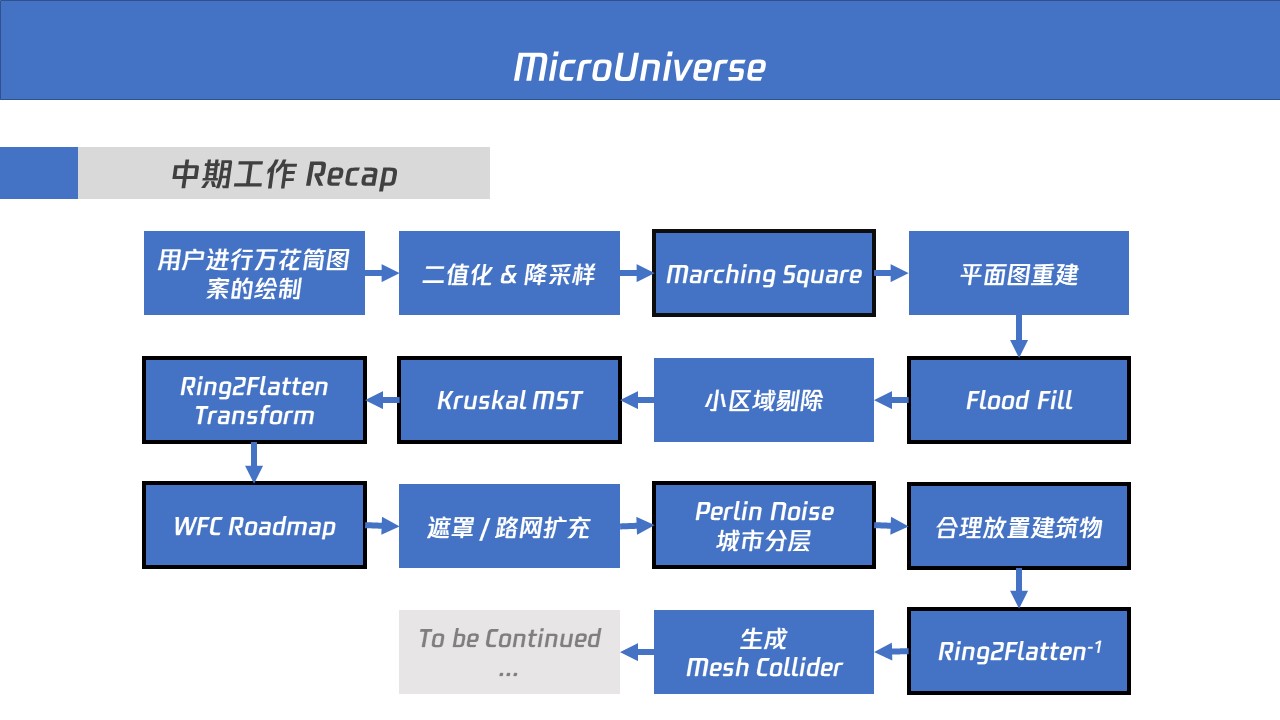 MicroUniverse
中期工作 Recap
用户进行万花筒图
案的绘制
二值化 & 降采样
Marching Square
平面图重建
Flood Fill
小区域剔除
Kruskal MST
Ring2Flatten
Transform
WFC Roadmap
遮罩 / 路网扩充
Perlin Noise
城市分层
合理放置建筑物
Ring2Flatten⁻¹
生成
Mesh Collider
To be Continued
...